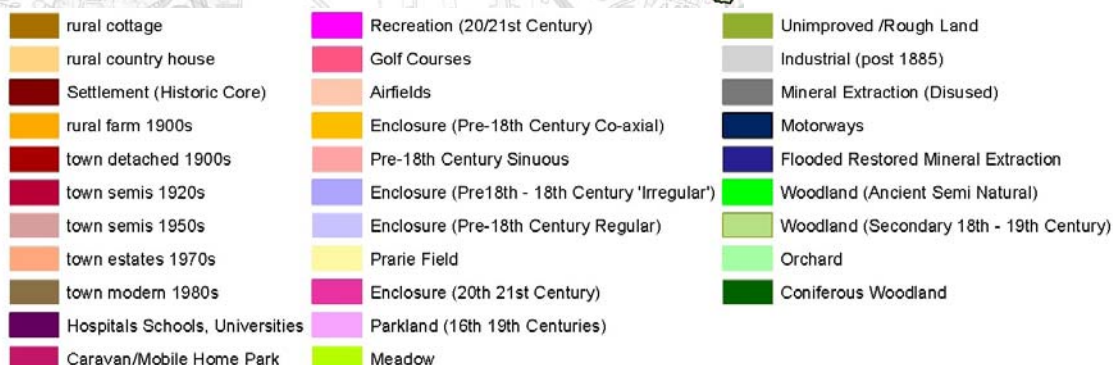 rural cottage
rural country house
Settlement (Historic Core)
rural farm 1900s
town detached 1900s
town semis 1920s
town semis 1950s
town estates 1970s
town modern 1980s
Hospitals Schools, Universities
Caravan/Mobile Home Park
Recreation (20/21st Century)
Golf Courses
Airfields
Enclosure (Pre-18th Century Co-axial)
Pre-18th Century Sinuous
Enclosure (Pre18th - 18th Century 'Irregular')
Enclosure (Pre-18th Century Regular)
Prarie Field
Enclosure (20th 21st Century)
Parkland (16th 19th Centuries)
Meadow
Unimproved /Rough Land
Industrial (post 1885)
Mineral Extraction (Disused)
Motorways
Flooded Restored Mineral Extraction
Woodland (Ancient Semi Natural)
Woodland (Secondary 18th - 19th Century)
Orchard
Coniferous Woodland